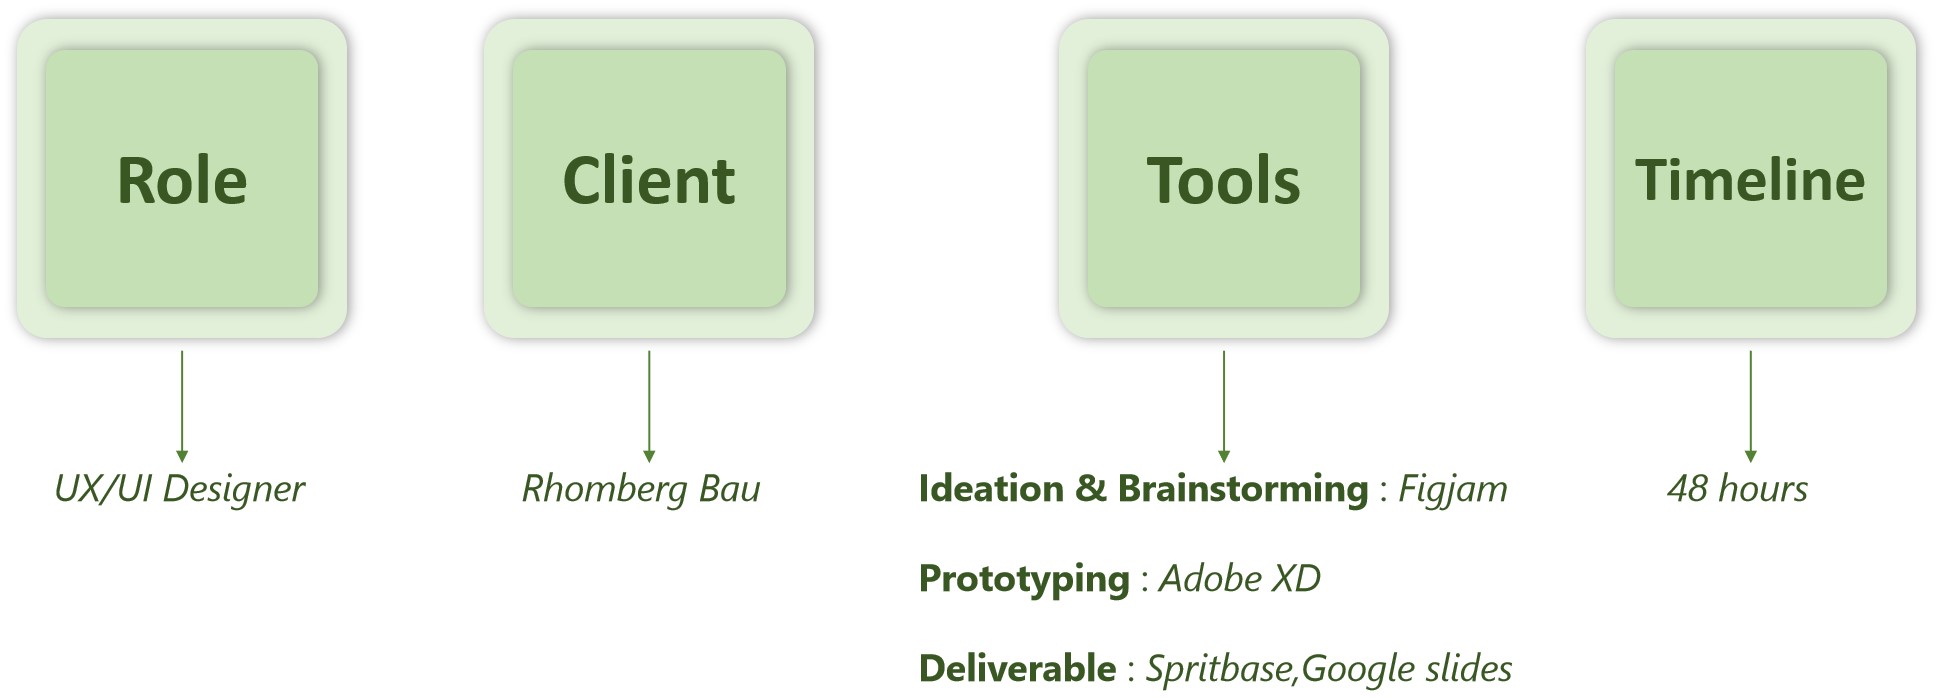 Role
Client
Tools
Timeline
UX/UI Designer
Rhomberg Bau
Ideation & Brainstorming : Figjam
Prototyping : Adobe XD
Deliverable : Spritbase,Google slides
48 hours